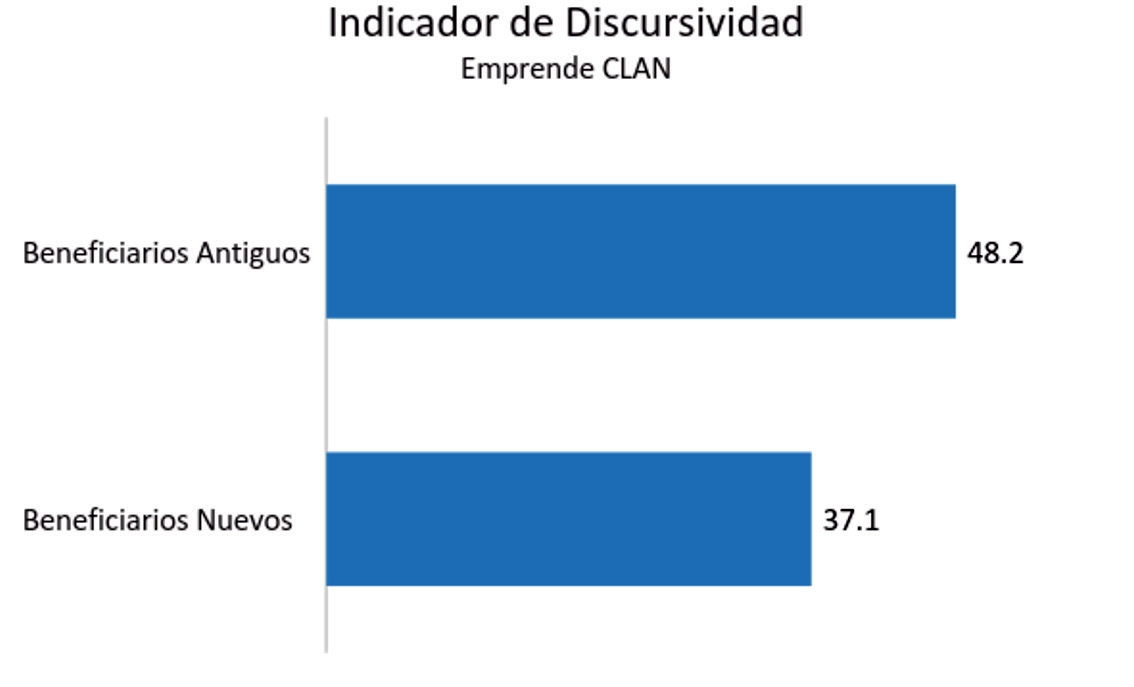 Indicador de Discursividad
Emprende CLAN
Beneficiarios Antiguos 48.2
Beneficiarios Nuevos 37.1